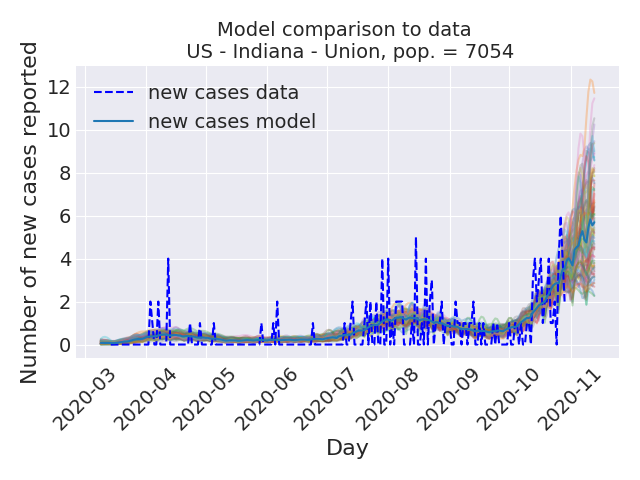 Model comparison to data
US - Indiana - Union, pop. = 7054
Number of new cases reported
12
10
8
6
4
2
0
new cases data
new cases model
2020-03
2020-04
2020-05
2020-06
2020-07
2020-08
2020-09
2020-10
2020-11
Day